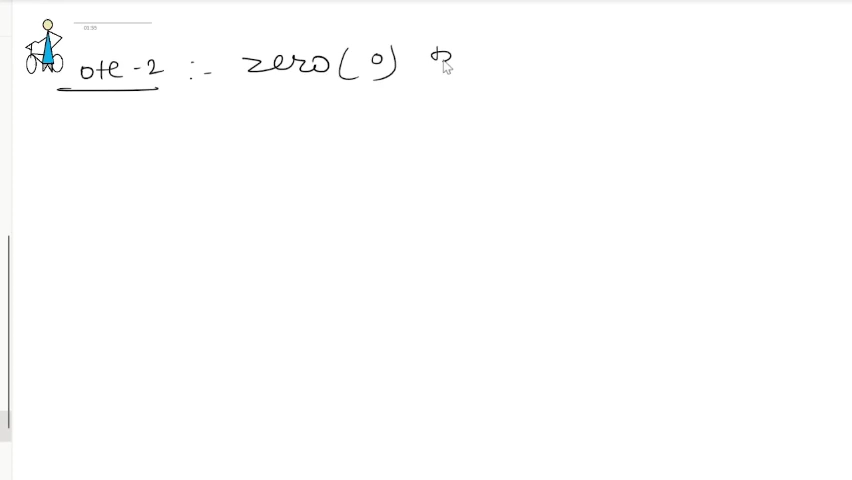 ote -2 :- zero ( 0 )